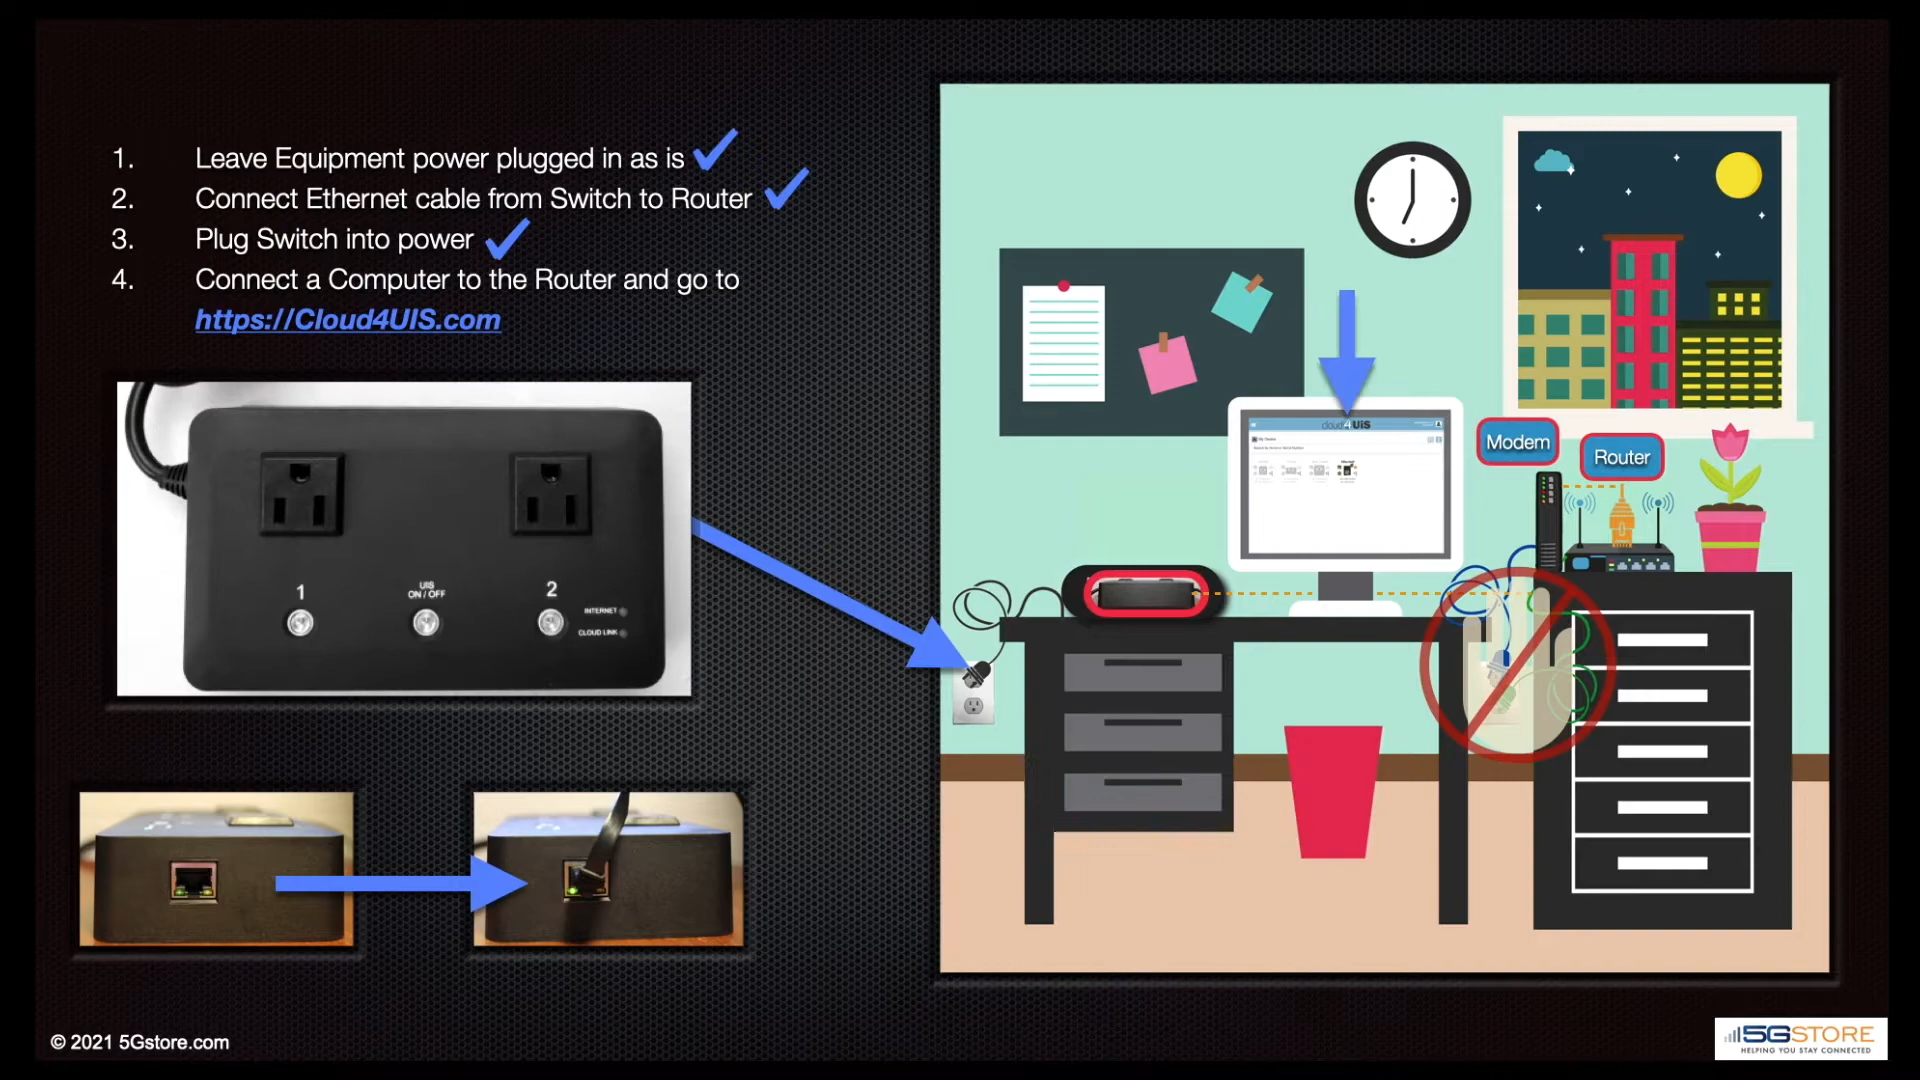 1. Leave Equipment power plugged in as is
2. Connect Ethernet cable from Switch to Router
3. Plug Switch into power
4. Connect a Computer to the Router and go to
https://Cloud4UIS.com
1
UIS
ON / OFF
2
INTERNET
CLOUD LINK
cloud4UiS
Modem
Router
© 2021 5Gstore.com
5GSTORE
HELPING YOU STAY CONNECTED